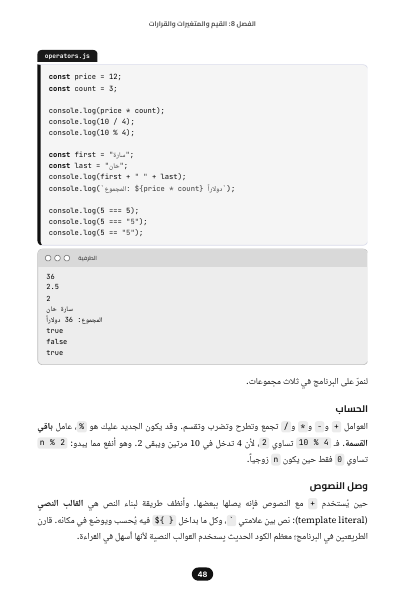 الفصل 8: القيم والمتغيرات والقرارات
operators.js
const price = 12;
const count = 3;
console.log(price * count);
console.log(10 / 4);
console.log(10 % 4);
const first = "سارة";
const last = "خان";
console.log(first + " " + last);
console.log(`المجموع: ${price * count} دولاراً`);
console.log(5 === 5);
console.log(5 === "5");
console.log(5 == "5");
الطرفية
36
2.5
2
سارة خان
المجموع: 36 دولاراً
true
false
true
لنمرّ على البرنامج في ثلاث مجموعات.
الحساب
العوامل + و - و * و / تجمع وتطرح وتضرب وتقسم. وقد يكون الجديد عليك هو %، عامل باقي
القسمة. فـ 10 % 4 تساوي 2، لأن 4 تدخل في 10 مرتين ويبقى 2. وهو أنفع مما يبدو: n % 2
تساوي 0 فقط حين يكون n زوجياً.
وصل النصوص
حين يُستخدم + مع النصوص فإنه يصلها ببعضها. وأنظف طريقة لبناء النص هي القالب النصي
(template literal): نص بين علامتي `، وكل ما بداخل ${ } فيه يُحسب ويوضع في مكانه. قارن
الطريقتين في البرنامج؛ معظم الكود الحديث يستخدم القوالب النصية لأنها أسهل في القراءة.
48